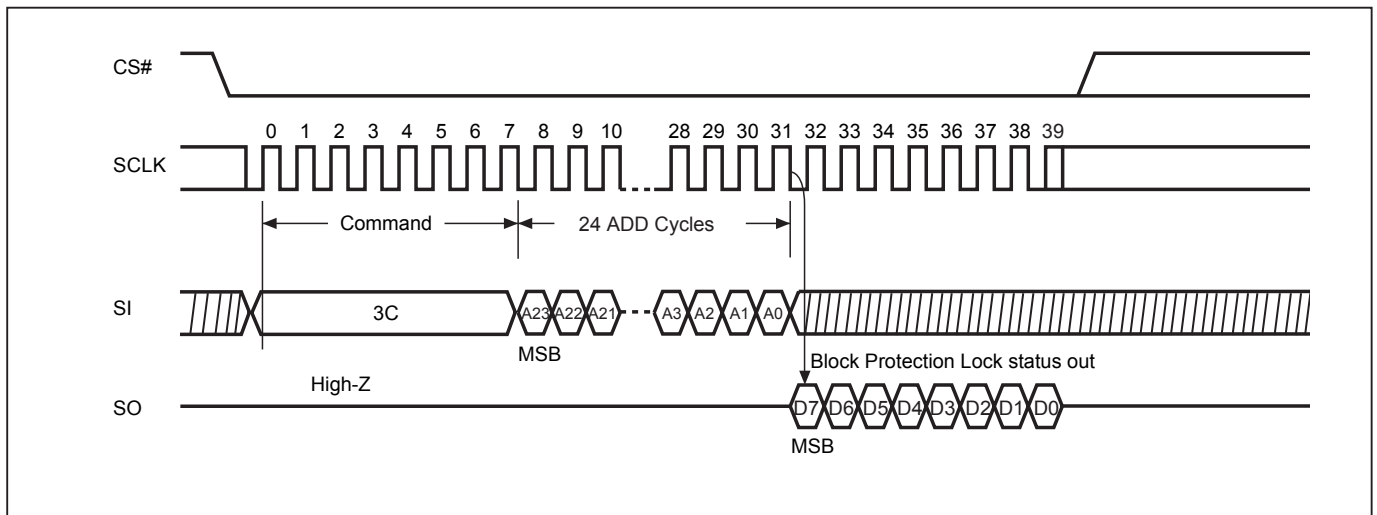 CS#
0 1 2 3 4 5 6 7 8 9 10 28 29 30 31 32 33 34 35 36 37 38 39
SCLK
Command 24 ADD Cycles
SI 3C A23 A22 A21 A3 A2 A1 A0
MSB
Block Protection Lock status out
High-Z
SO D7 D6 D5 D4 D3 D2 D1 D0
MSB